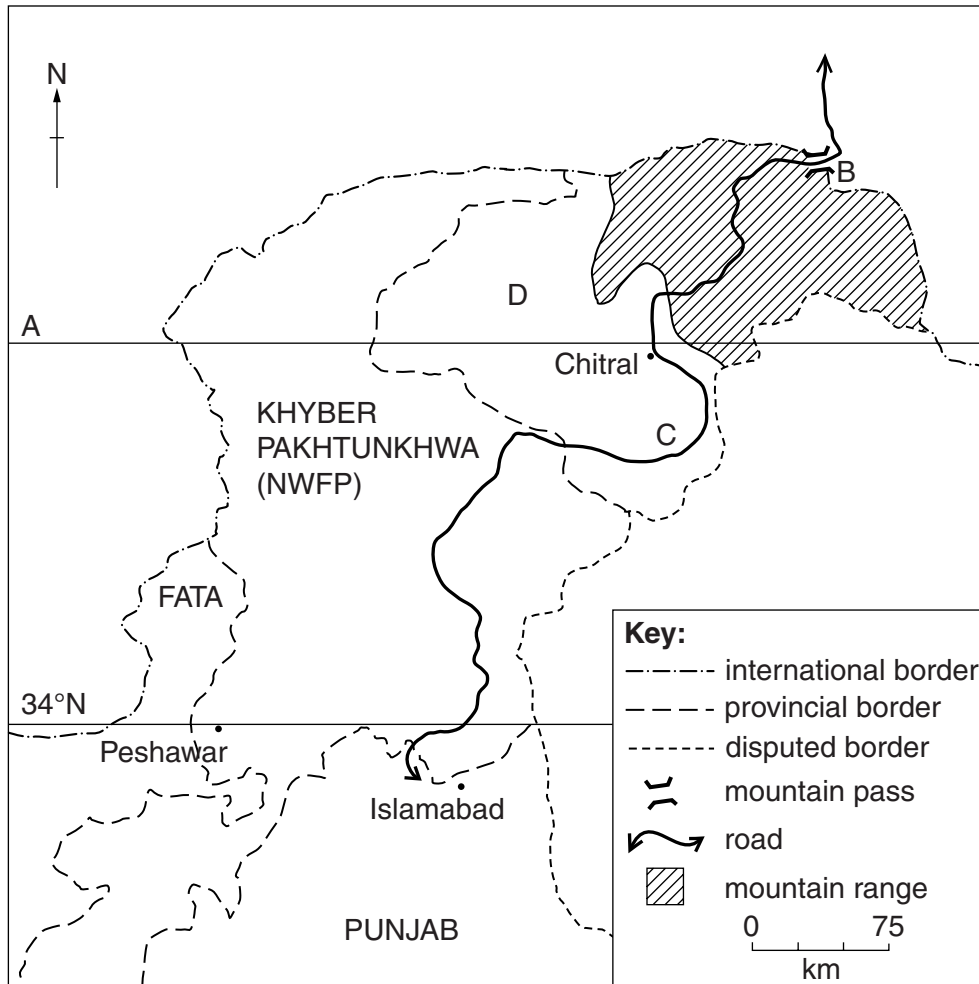 N
B
D
A
Chitral
KHYBER
PAKHTUNKHWA
(NWFP)
C
FATA
34°N
Peshawar
Islamabad
PUNJAB
Key:
international border
provincial border
disputed border
mountain pass
road
mountain range
0 75
km